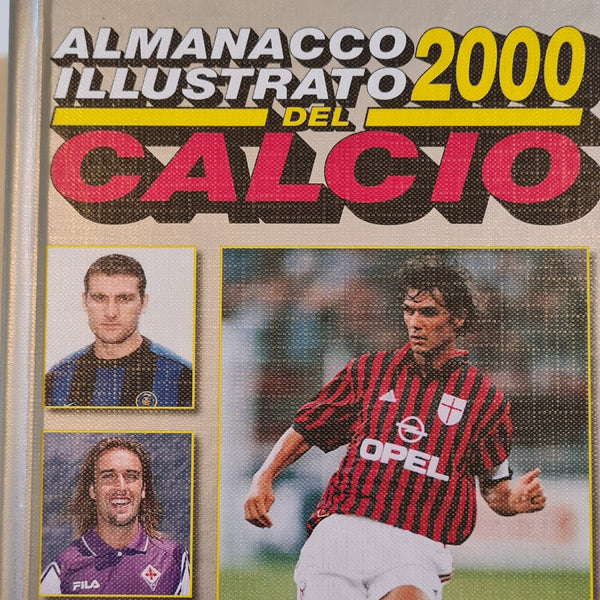 ALMANACCO
ILLUSTRATO 2000
DEL
CALCIO
OPEL
FILA